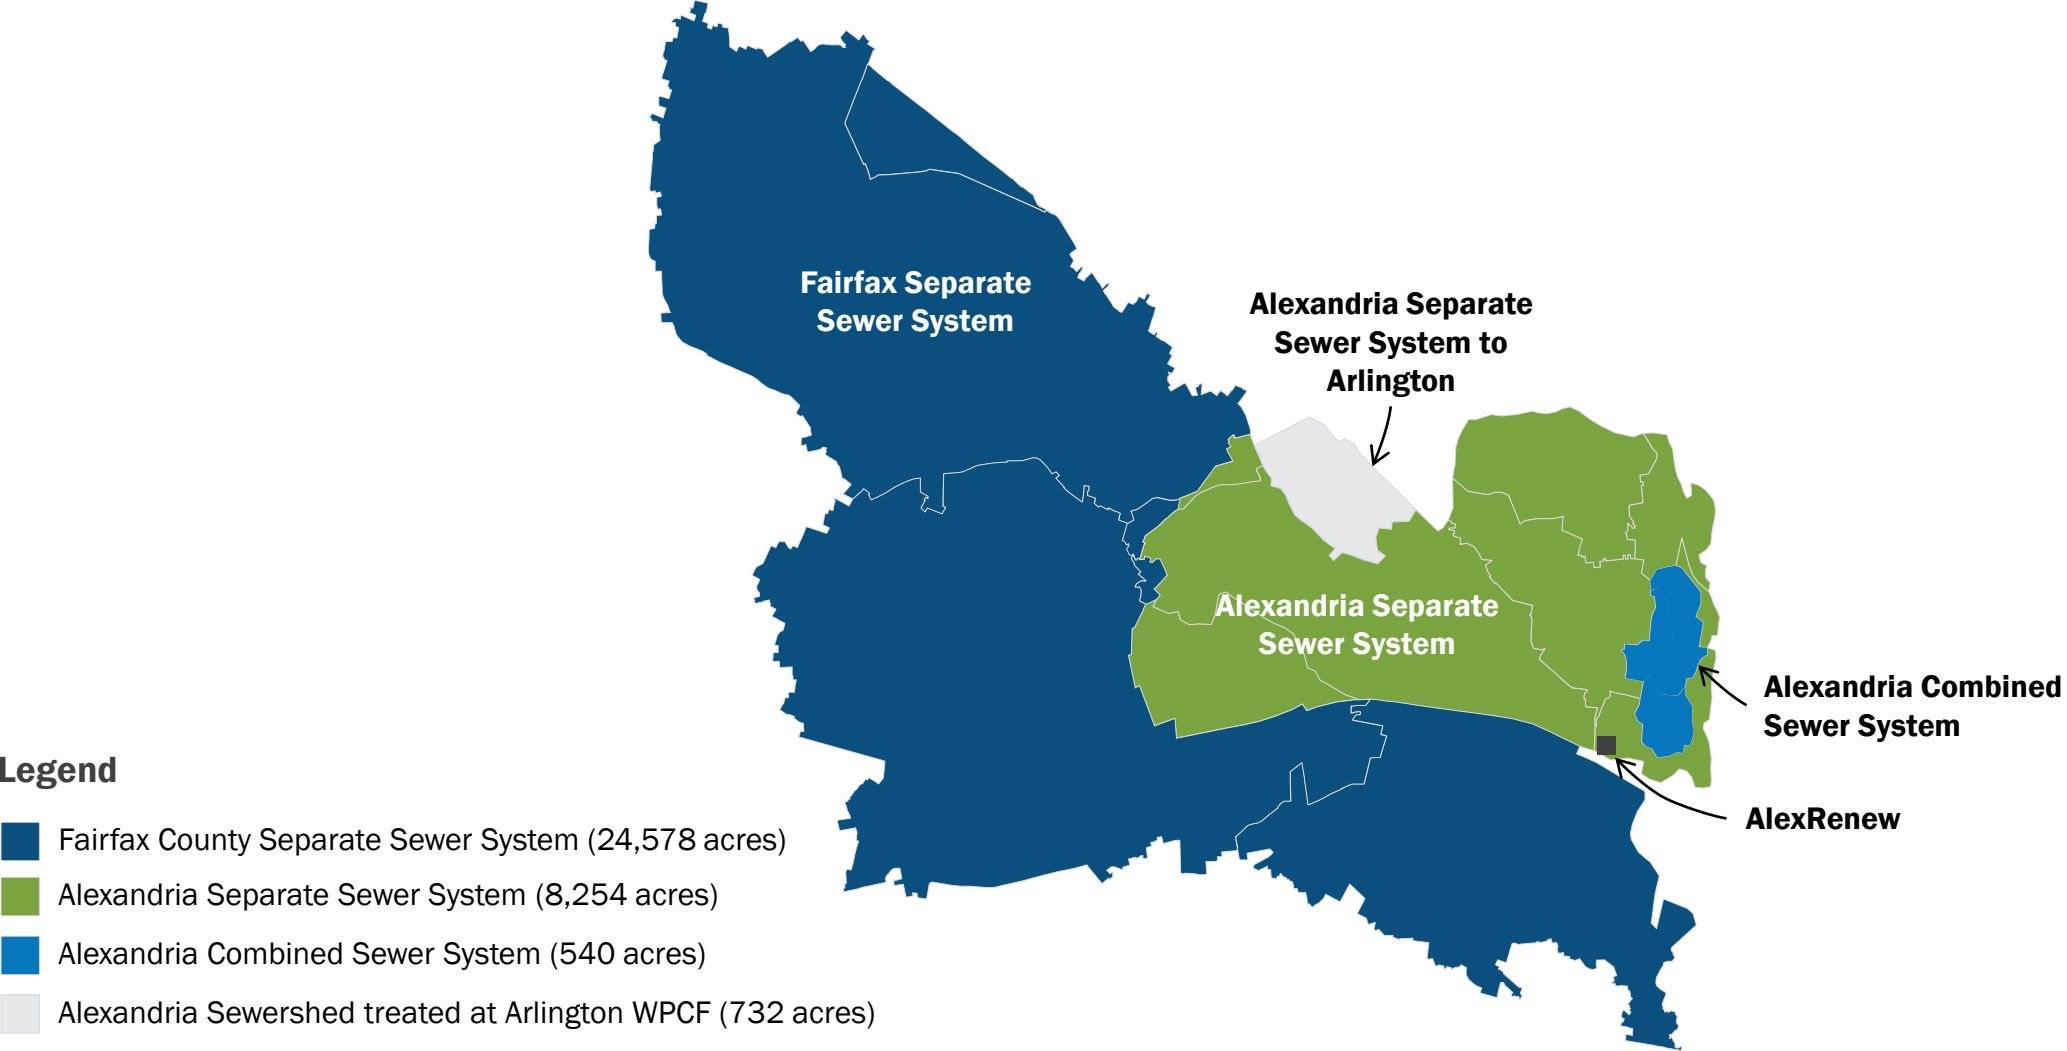 Fairfax Separate
Sewer System
Alexandria Separate
Sewer System to
Arlington
Alexandria Separate
Sewer System
Alexandria Combined
Sewer System
AlexRenew
Legend
Fairfax County Separate Sewer System (24,578 acres)
Alexandria Separate Sewer System (8,254 acres)
Alexandria Combined Sewer System (540 acres)
Alexandria Sewershed treated at Arlington WPCF (732 acres)